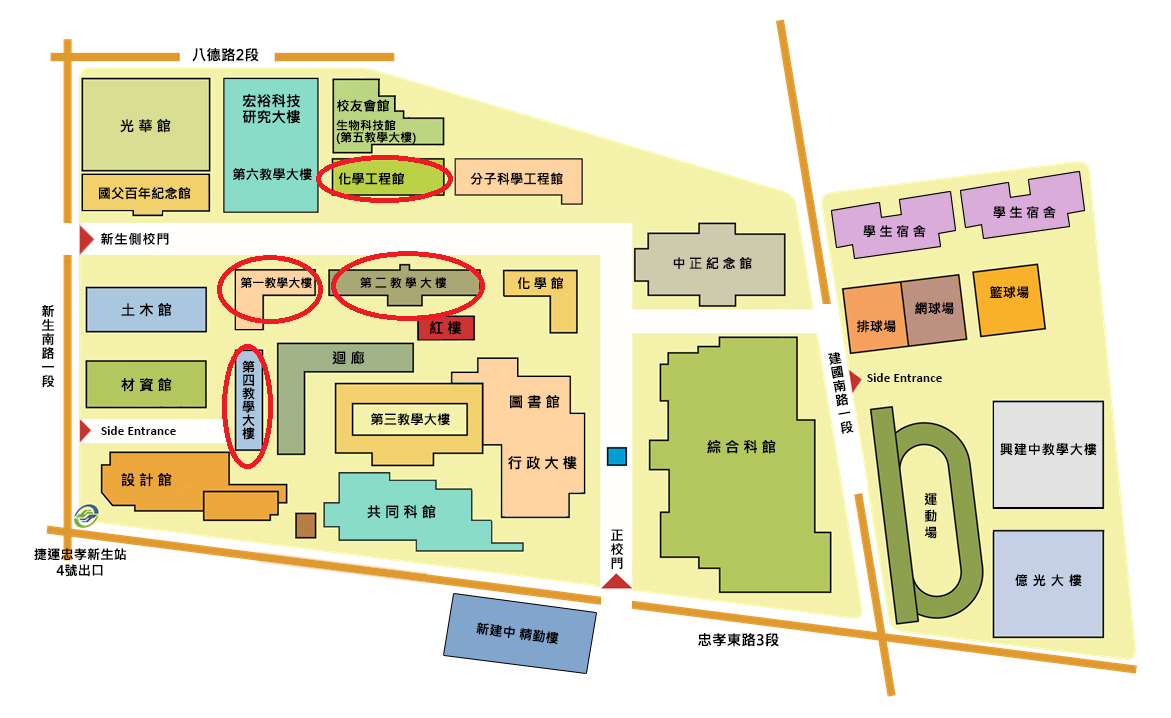 八德路2段
光華館
宏裕科技
研究大樓
第六教學大樓
校友會館
生物科技館
(第五教學大樓)
國父百年紀念館
化學工程館
分子科學工程館
新生側校門
中正紀念館
學生宿舍
學生宿舍
第一教學大樓
第二教學大樓
化學館
土木館
紅樓
排球場
網球場
籃球場
新生南路一段
迴廊
材資館
第四教學大樓
圖書館
第三教學大樓
行政大樓
綜合科館
建國南路一段
Side Entrance
Side Entrance
興建中教學大樓
設計館
共同科館
運動場
正校門
億光大樓
捷運忠孝新生站
4號出口
新建中 精勤樓
忠孝東路3段